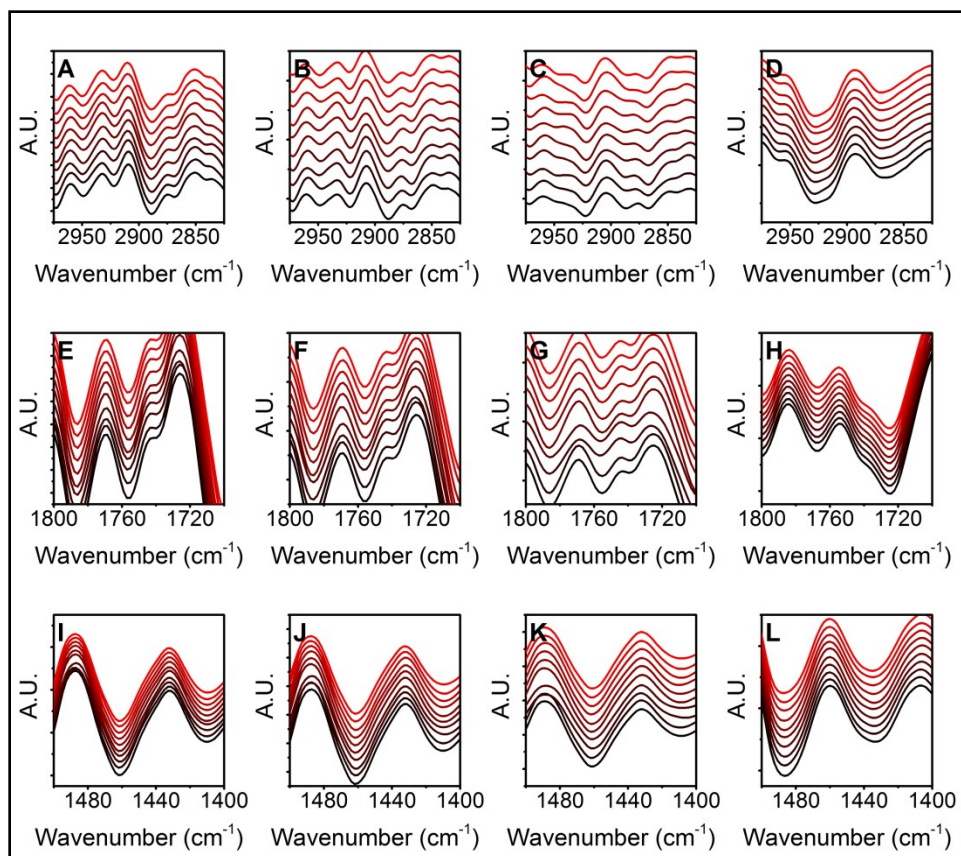 A B C D
A.U. A.U. A.U. A.U.
2950 2900 2850 2950 2900 2850 2950 2900 2850 2950 2900 2850
Wavenumber (cm⁻¹) Wavenumber (cm⁻¹) Wavenumber (cm⁻¹) Wavenumber (cm⁻¹)
E F G H
A.U. A.U. A.U. A.U.
1800 1760 1720 1800 1760 1720 1800 1760 1720 1800 1760 1720
Wavenumber (cm⁻¹) Wavenumber (cm⁻¹) Wavenumber (cm⁻¹) Wavenumber (cm⁻¹)
I J K L
A.U. A.U. A.U. A.U.
1480 1440 1400 1480 1440 1400 1480 1440 1400 1480 1440 1400
Wavenumber (cm⁻¹) Wavenumber (cm⁻¹) Wavenumber (cm⁻¹) Wavenumber (cm⁻¹)